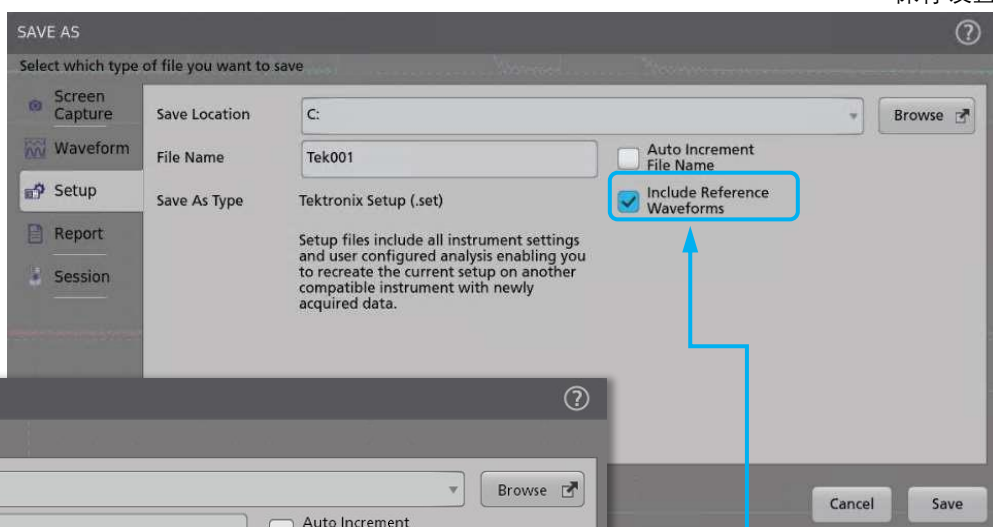 SAVE AS
Select which type of file you want to save
Screen
Capture
Waveform
Setup
Report
Session
Save Location
C:
Browse
File Name
Tek001
Auto Increment
File Name
Save As Type
Tektronix Setup (.set)
Include Reference
Waveforms
Setup files include all instrument settings
and user configured analysis enabling you
to recreate the current setup on another
compatible instrument with newly
acquired data.
Browse
Auto Increment
Cancel
Save